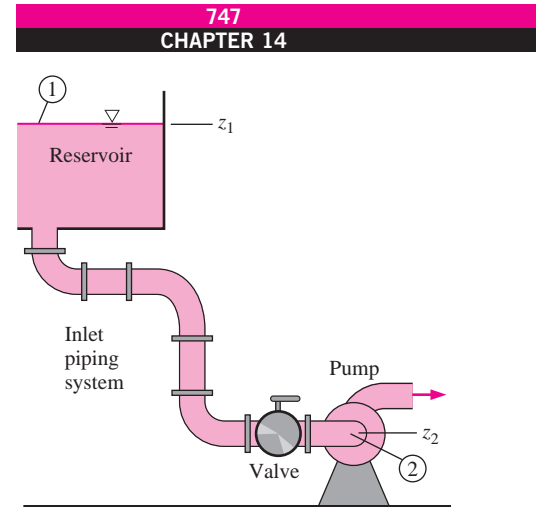 747
CHAPTER 14
1
z1
Reservoir
Inlet
piping
system
Pump
z2
2
Valve